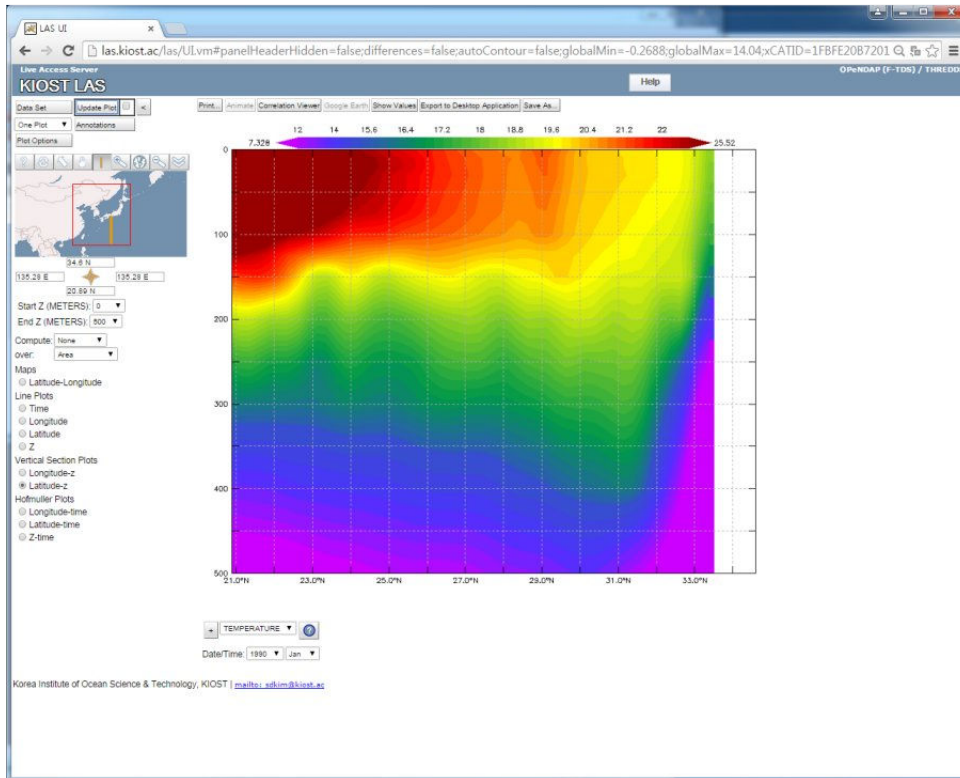 LAS UI
las.kiost.ac/las/UI.vm#panelHeaderHidden=false;differences=false;autoContour=false;globalMin=-0.2688;globalMax=14.04;xCATID=1FBFE20B7201
Live Access Server
OPeNDAP (F-TDS) / THREDD
KIOST LAS
Help
Data Set
Update Plot
<
Print...
Animate
Correlation Viewer
Google Earth
Show Values
Export to Desktop Application
Save As...
One Plot
Annotations
Plot Options
12 14 15.6 16.4 17.2 18 18.8 19.6 20.4 21.2 22
7.328 25.52
0
100
200
300
400
500
21.0°N 23.0°N 25.0°N 27.0°N 29.0°N 31.0°N 33.0°N
34.6 N
135.28 E 135.28 E
20.89 N
Start Z (METERS): 0
End Z (METERS): 500
Compute: None
over: Area
Maps
Latitude-Longitude
Line Plots
Time
Longitude
Latitude
Z
Vertical Section Plots
Longitude-z
Latitude-z
Hofmuller Plots
Longitude-time
Latitude-time
Z-time
+ TEMPERATURE ?
Date/Time: 1990 Jan
Korea Institute of Ocean Science & Technology, KIOST | mailto: sdkim@kiost.ac